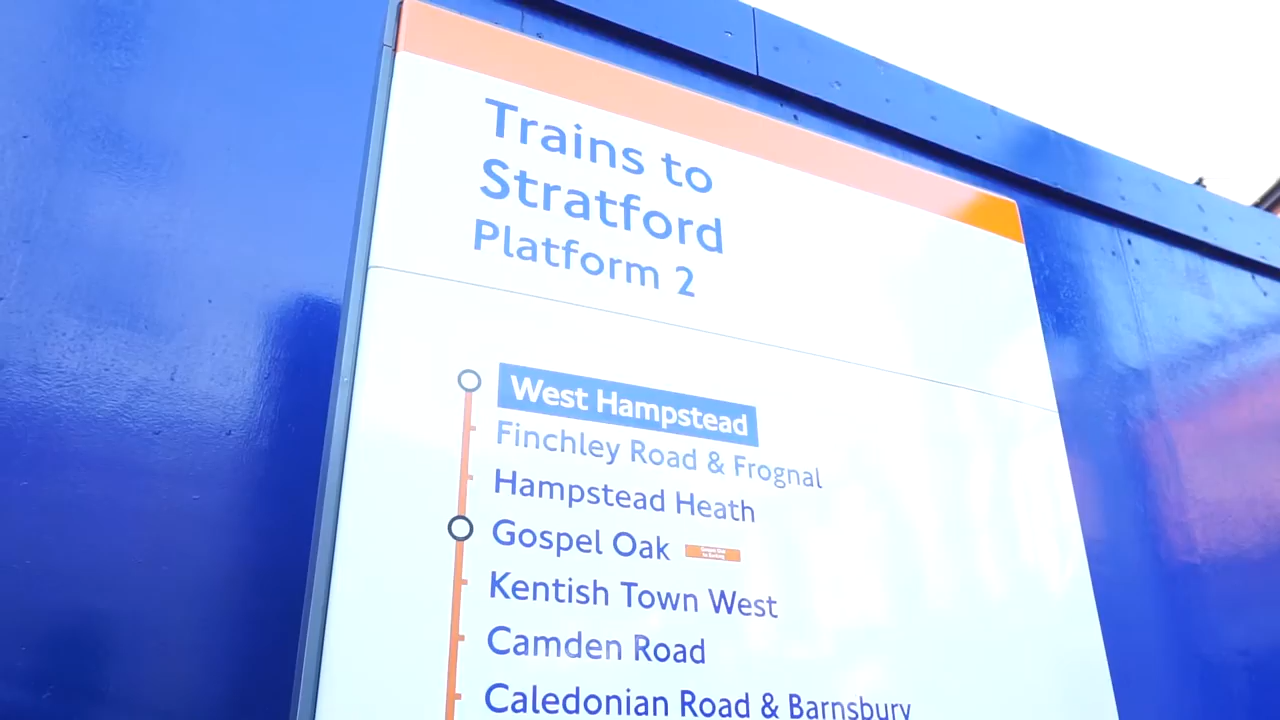 Trains to
Stratford
Platform 2
West Hampstead
Finchley Road & Frognal
Hampstead Heath
Gospel Oak
Kentish Town West
Camden Road
Caledonian Road & Barnsbury